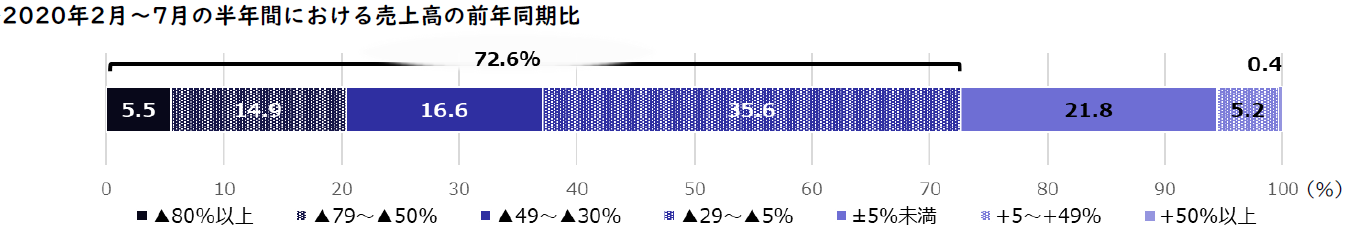 2020年2月～7月の半年間における売上高の前年同期比
72.6%
0.4
5.5 14.9 16.6 35.6 21.8 5.2
0 10 20 30 40 50 60 70 80 90 100 (%)
▲80%以上 ▲79～▲50% ▲49～▲30% ▲29～▲5% ±5%未満 +5～+49% +50%以上